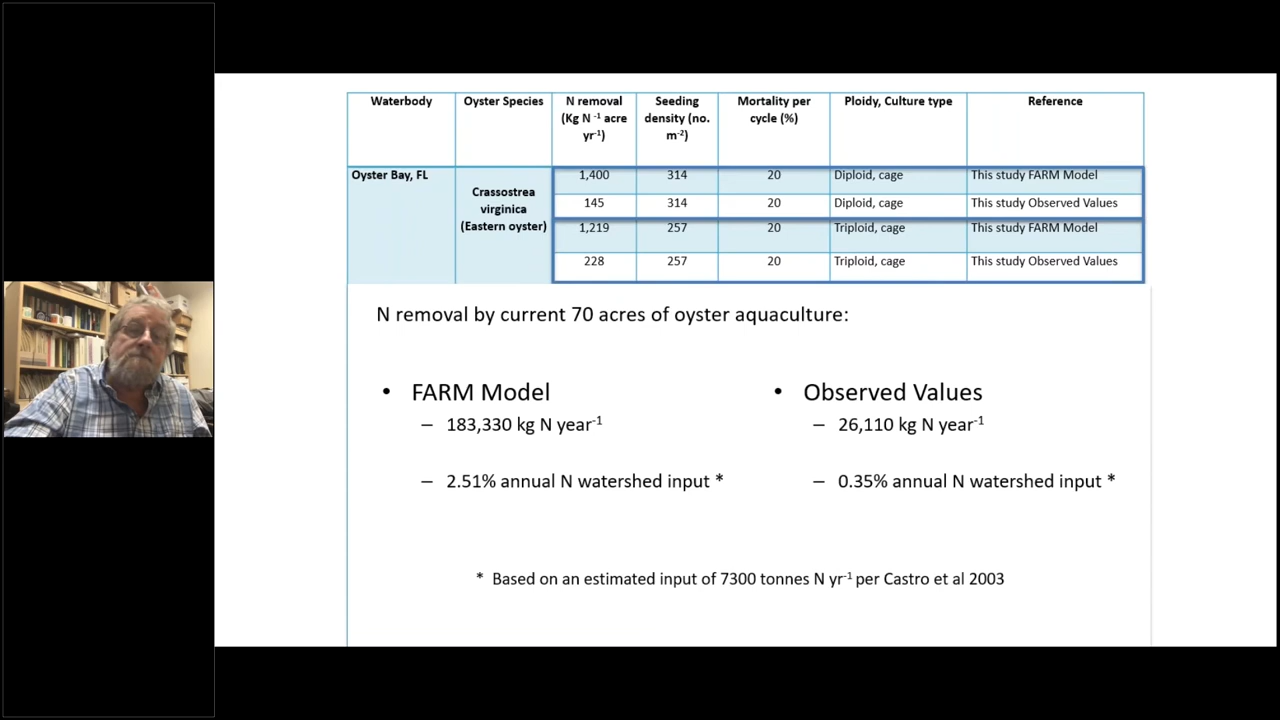 Waterbody Oyster Species N removal (Kg N ⁻¹ acre yr⁻¹) Seeding density (no. m⁻²) Mortality per cycle (%) Ploidy, Culture type Reference
Oyster Bay, FL Crassostrea virginica (Eastern oyster) 1,400 314 20 Diploid, cage This study FARM Model
145 314 20 Diploid, cage This study Observed Values
1,219 257 20 Triploid, cage This study FARM Model
228 257 20 Triploid, cage This study Observed Values
N removal by current 70 acres of oyster aquaculture:
• FARM Model
– 183,330 kg N year⁻¹
– 2.51% annual N watershed input *
• Observed Values
– 26,110 kg N year⁻¹
– 0.35% annual N watershed input *
* Based on an estimated input of 7300 tonnes N yr⁻¹ per Castro et al 2003